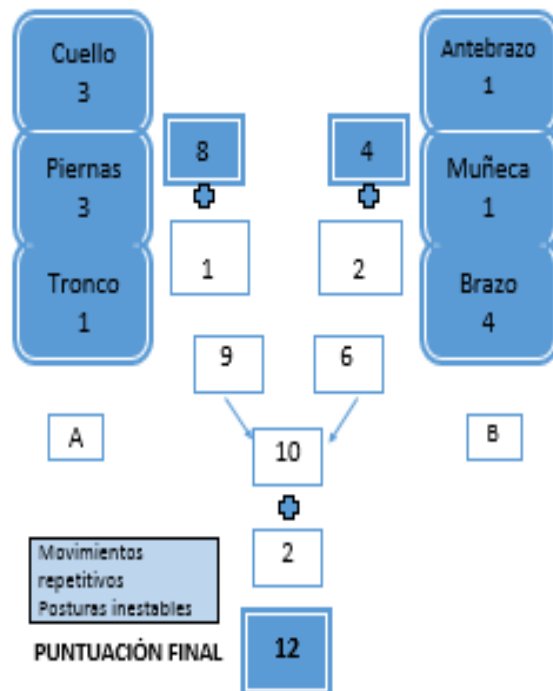 Cuello
3
Piernas
3
Tronco
1
8
1
9
4
2
6
Antebrazo
1
Muñeca
1
Brazo
4
A
B
10
2
Movimientos
repetitivos
Posturas inestables
PUNTUACIÓN FINAL
12